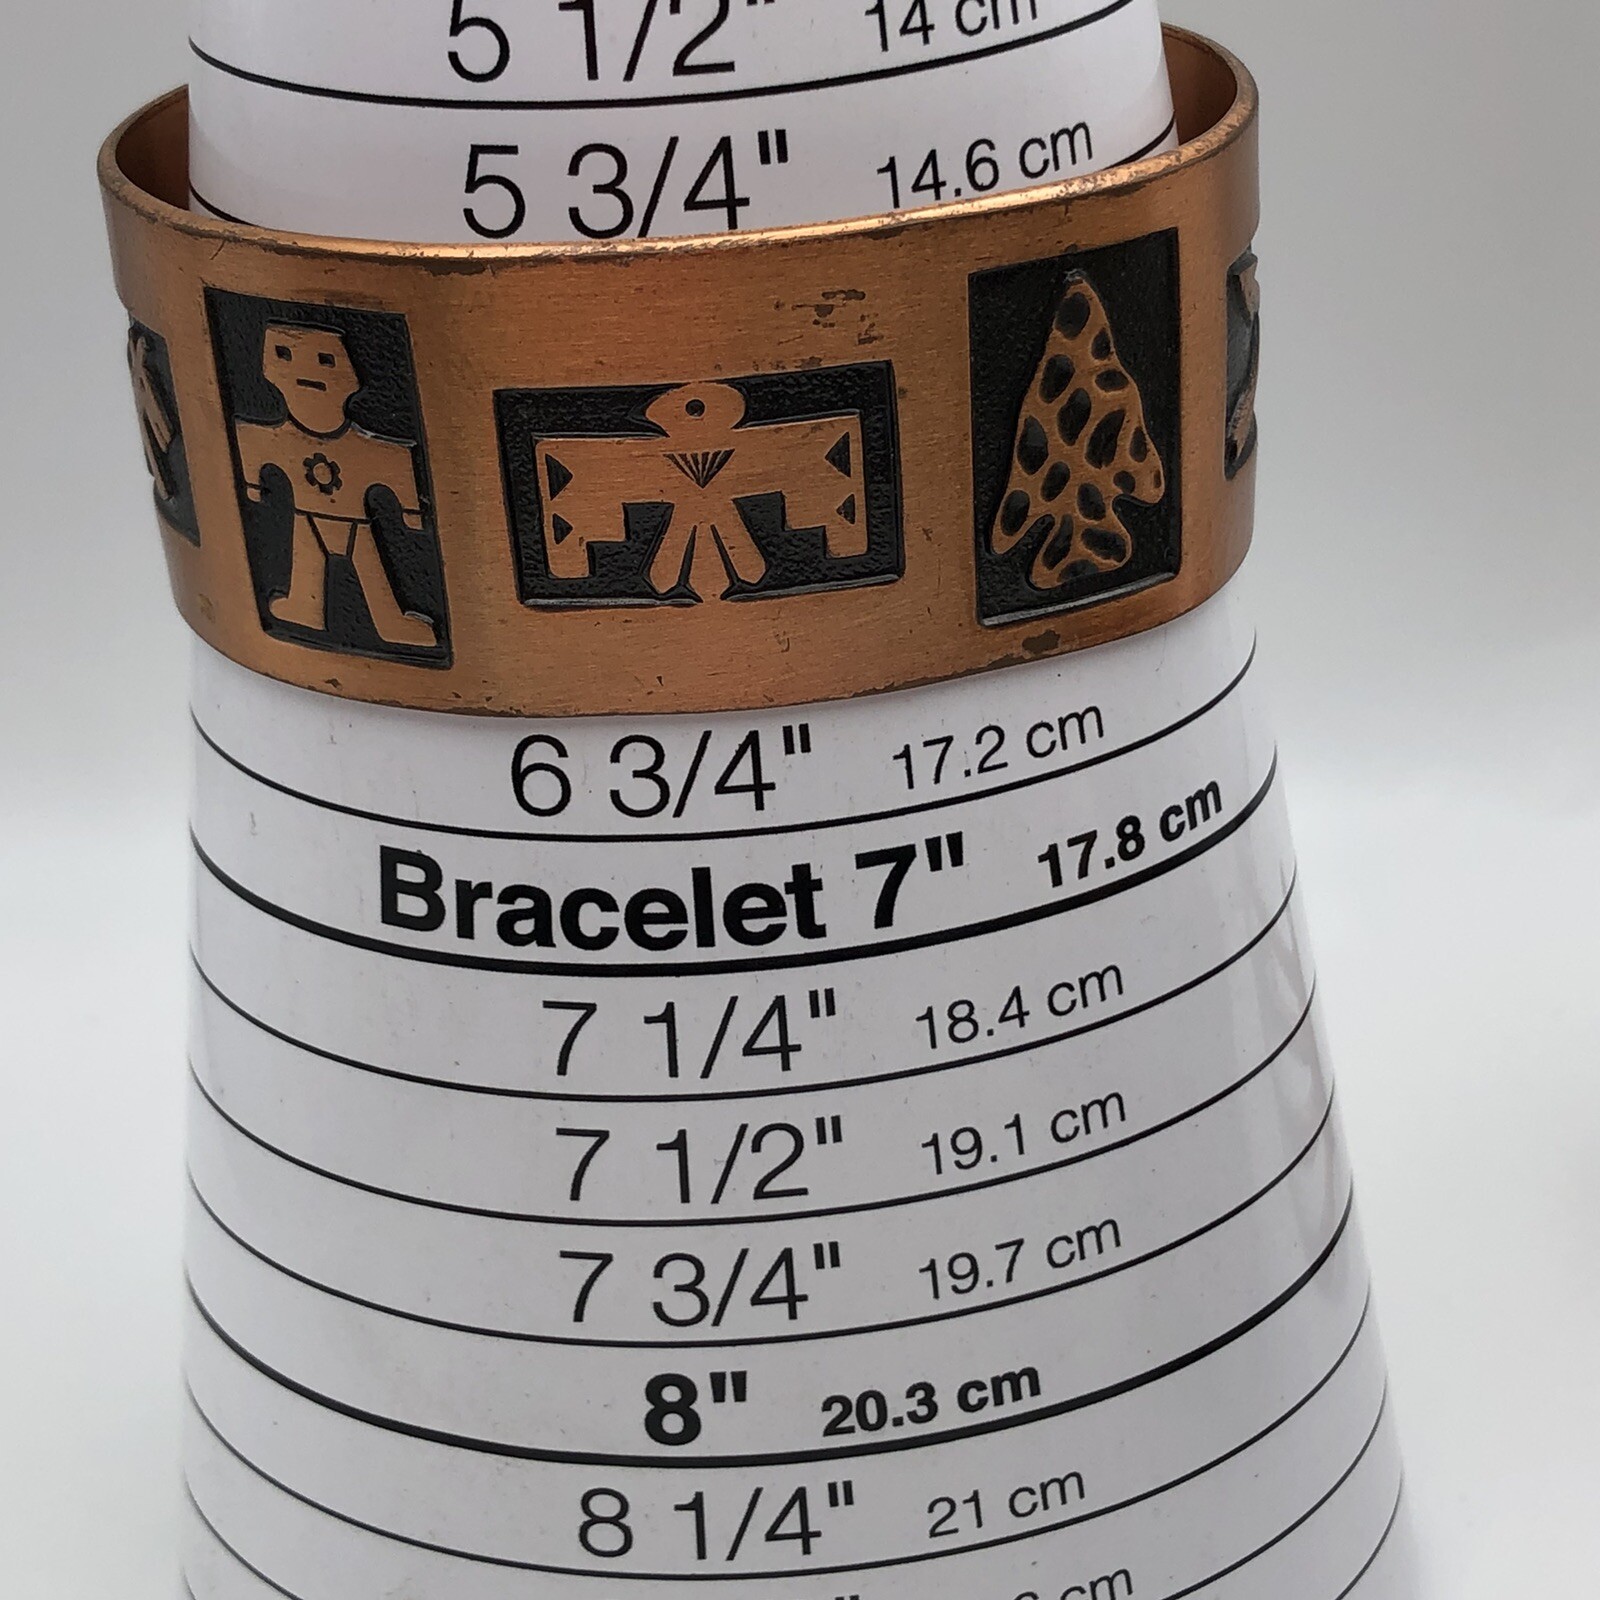 5 1/2" 14 cm
5 3/4" 14.6 cm
6 3/4" 17.2 cm
Bracelet 7" 17.8 cm
7 1/4" 18.4 cm
7 1/2" 19.1 cm
7 3/4" 19.7 cm
8" 20.3 cm
8 1/4" 21 cm
cm